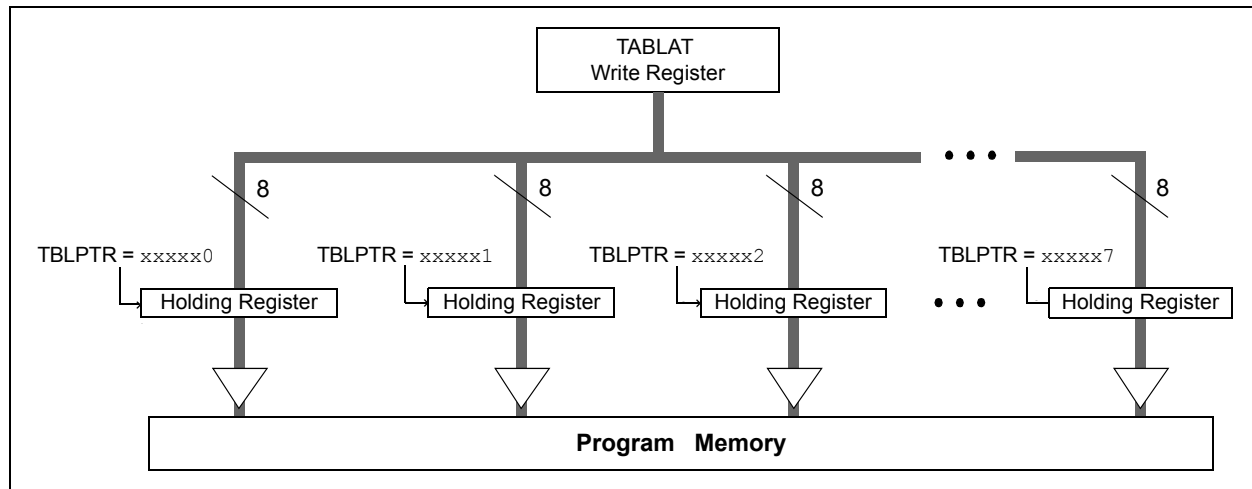 TABLAT
Write Register
8 8 8 8
TBLPTR = xxxxx0 TBLPTR = xxxxx1 TBLPTR = xxxxx2 TBLPTR = xxxxx7
Holding Register Holding Register Holding Register Holding Register
Program Memory